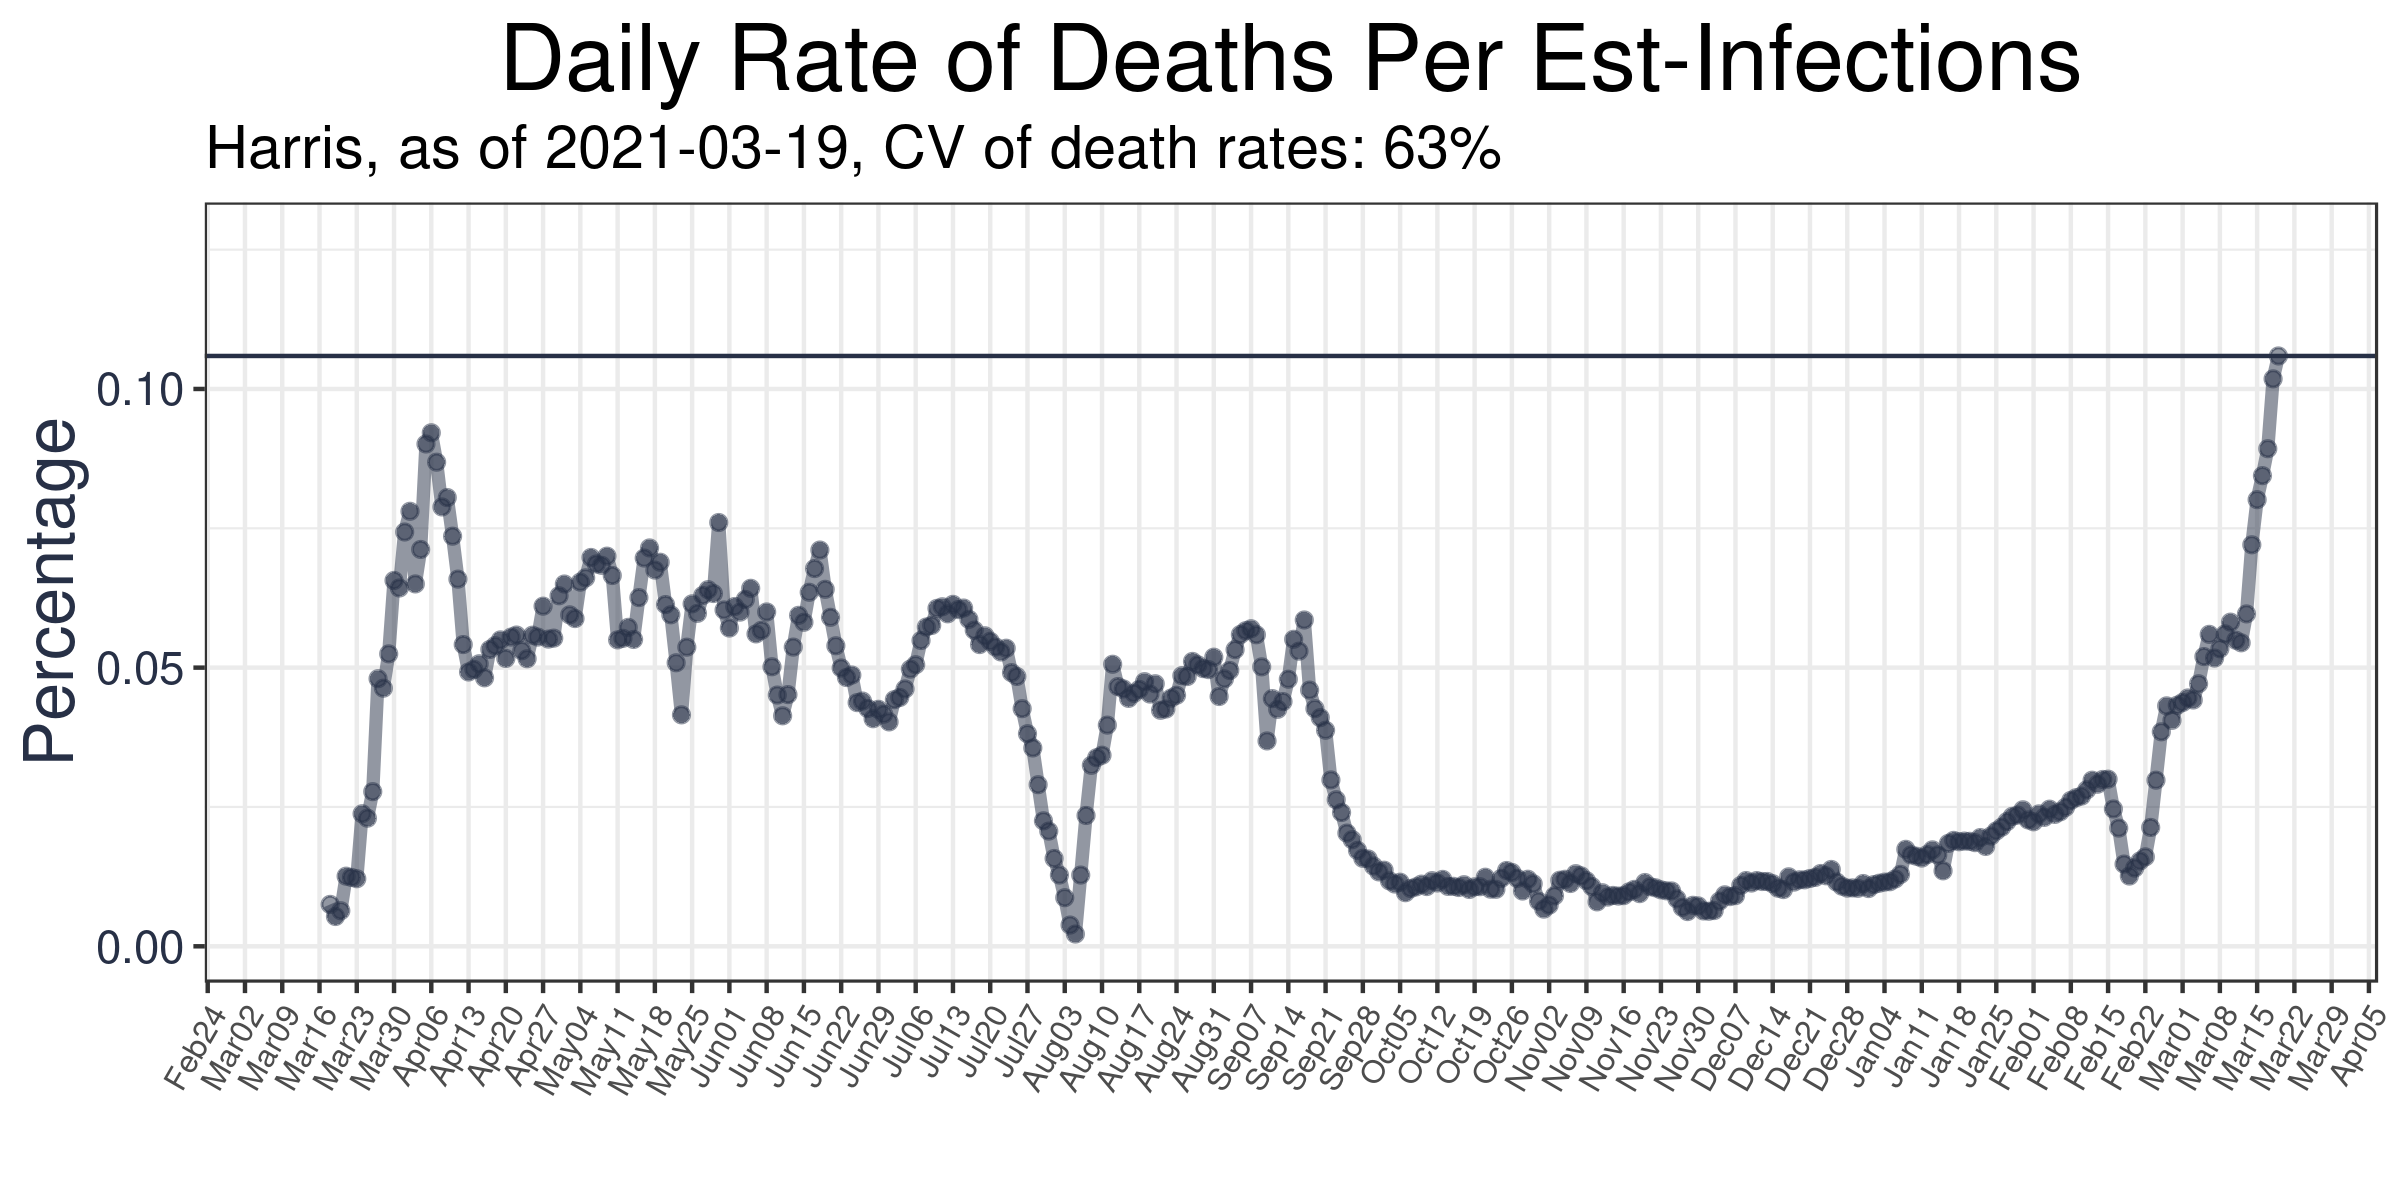 Daily Rate of Deaths Per Est-Infections
Harris, as of 2021-03-19, CV of death rates: 63%
Percentage
0.10
0.05
0.00
Feb24
Mar02
Mar09
Mar16
Mar23
Mar30
Apr06
Apr13
Apr20
Apr27
May04
May11
May18
May25
Jun01
Jun08
Jun15
Jun22
Jun29
Jul06
Jul13
Jul20
Jul27
Aug03
Aug10
Aug17
Aug24
Aug31
Sep07
Sep14
Sep21
Sep28
Oct05
Oct12
Oct19
Oct26
Nov02
Nov09
Nov16
Nov23
Nov30
Dec07
Dec14
Dec21
Dec28
Jan04
Jan11
Jan18
Jan25
Feb01
Feb08
Feb15
Feb22
Mar01
Mar08
Mar15
Mar22
Mar29
Apr05